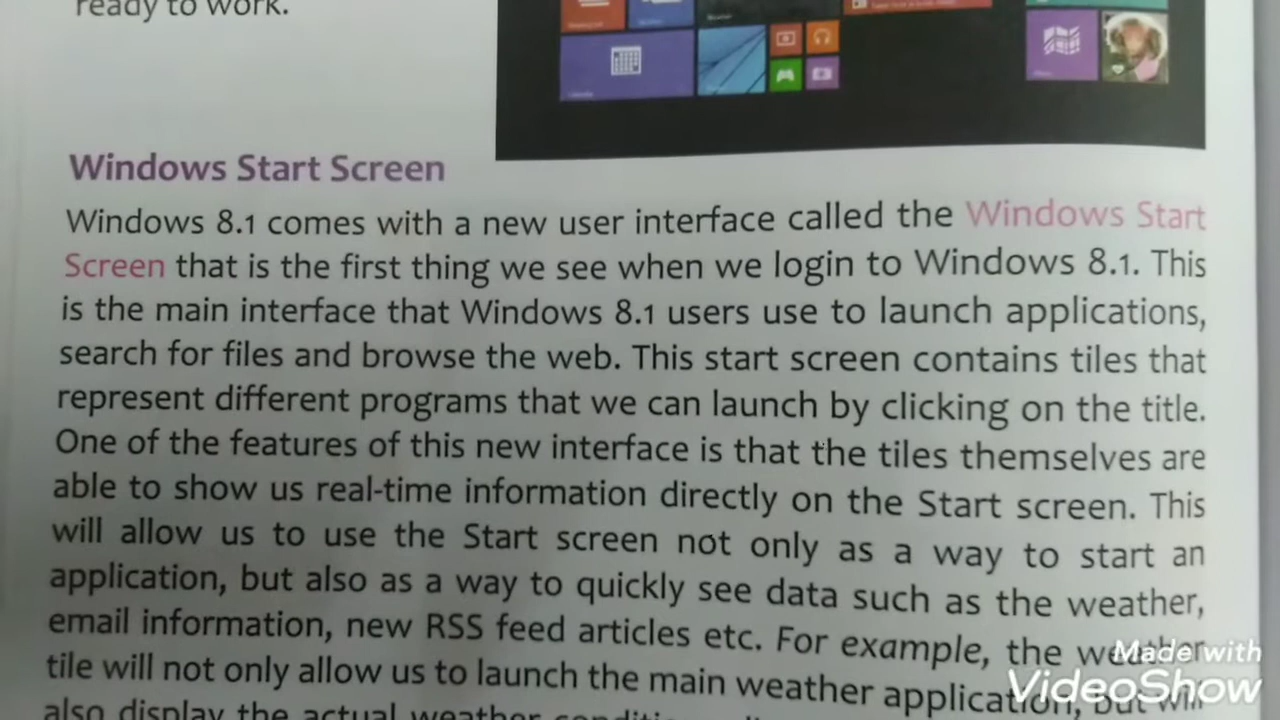 ready to work.
Windows Start Screen
Windows 8.1 comes with a new user interface called the Windows Start
Screen that is the first thing we see when we login to Windows 8.1. This
is the main interface that Windows 8.1 users use to launch applications,
search for files and browse the web. This start screen contains tiles that
represent different programs that we can launch by clicking on the title.
One of the features of this new interface is that the tiles themselves are
able to show us real-time information directly on the Start screen. This
will allow us to use the Start screen not only as a way to start an
application, but also as a way to quickly see data such as the weather,
email information, new RSS feed articles etc. For example, the weather
tile will not only allow us to launch the main weather application, but will
also display the actual weather
Made with
VideoShow